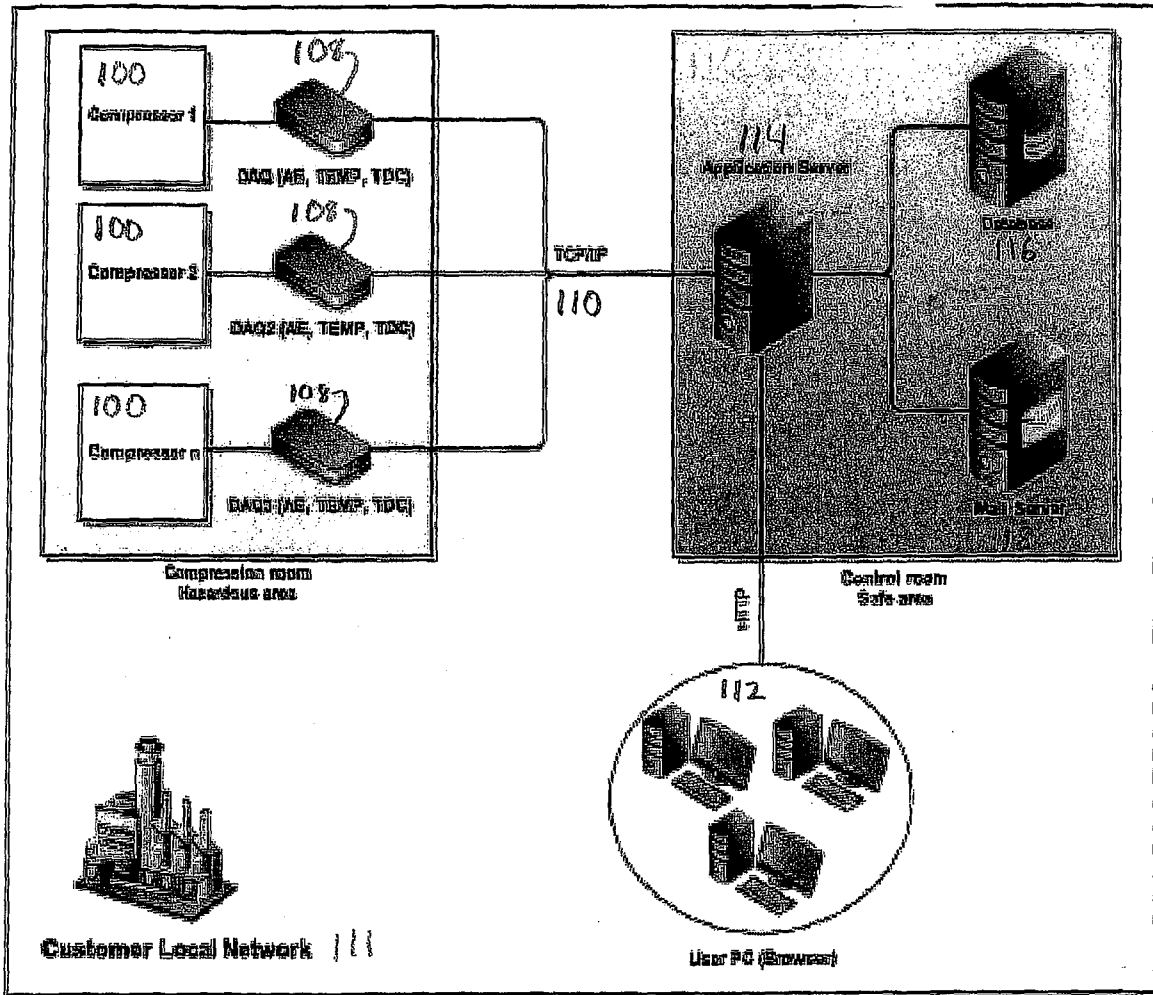 100
108
Compressor 1
DAQ (AE, TEMP, TDC)
100
108
Compressor 2
DAQ2 (AE, TEMP, TDC)
100
108
Compressor n
DAQ3 (AE, TEMP, TDC)
Compression room
Hazardous area
TCP/IP
110
114
Application Server
Database
116
Mail Server
Control room
Safe area
HTTP
112
User PC (Browser)
Customer Local Network 111